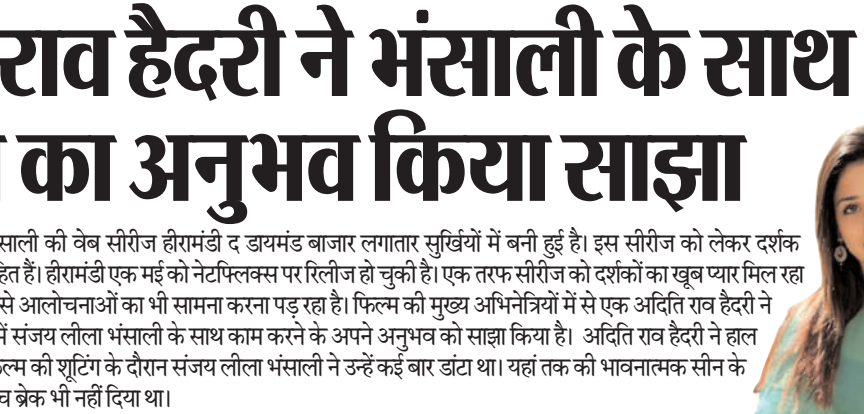 राव हैदरी ने भंसाली के साथ
का अनुभव किया साझा
साली की वेब सीरीज हीरामंडी द डायमंड बाजार लगातार सुर्खियों में बनी हुई है। इस सीरीज को लेकर दर्शक
हित हैं। हीरामंडी एक मई को नेटफ्लिक्स पर रिलीज हो चुकी है। एक तरफ सीरीज को दर्शकों का खूब प्यार मिल रहा
से आलोचनाओं का भी सामना करना पड़ रहा है। फिल्म की मुख्य अभिनेत्रियों में से एक अदिति राव हैदरी ने
में संजय लीला भंसाली के साथ काम करने के अपने अनुभव को साझा किया है। अदिति राव हैदरी ने हाल
ल्म की शूटिंग के दौरान संजय लीला भंसाली ने उन्हें कई बार डांटा था। यहां तक की भावनात्मक सीन के
च ब्रेक भी नहीं दिया था।